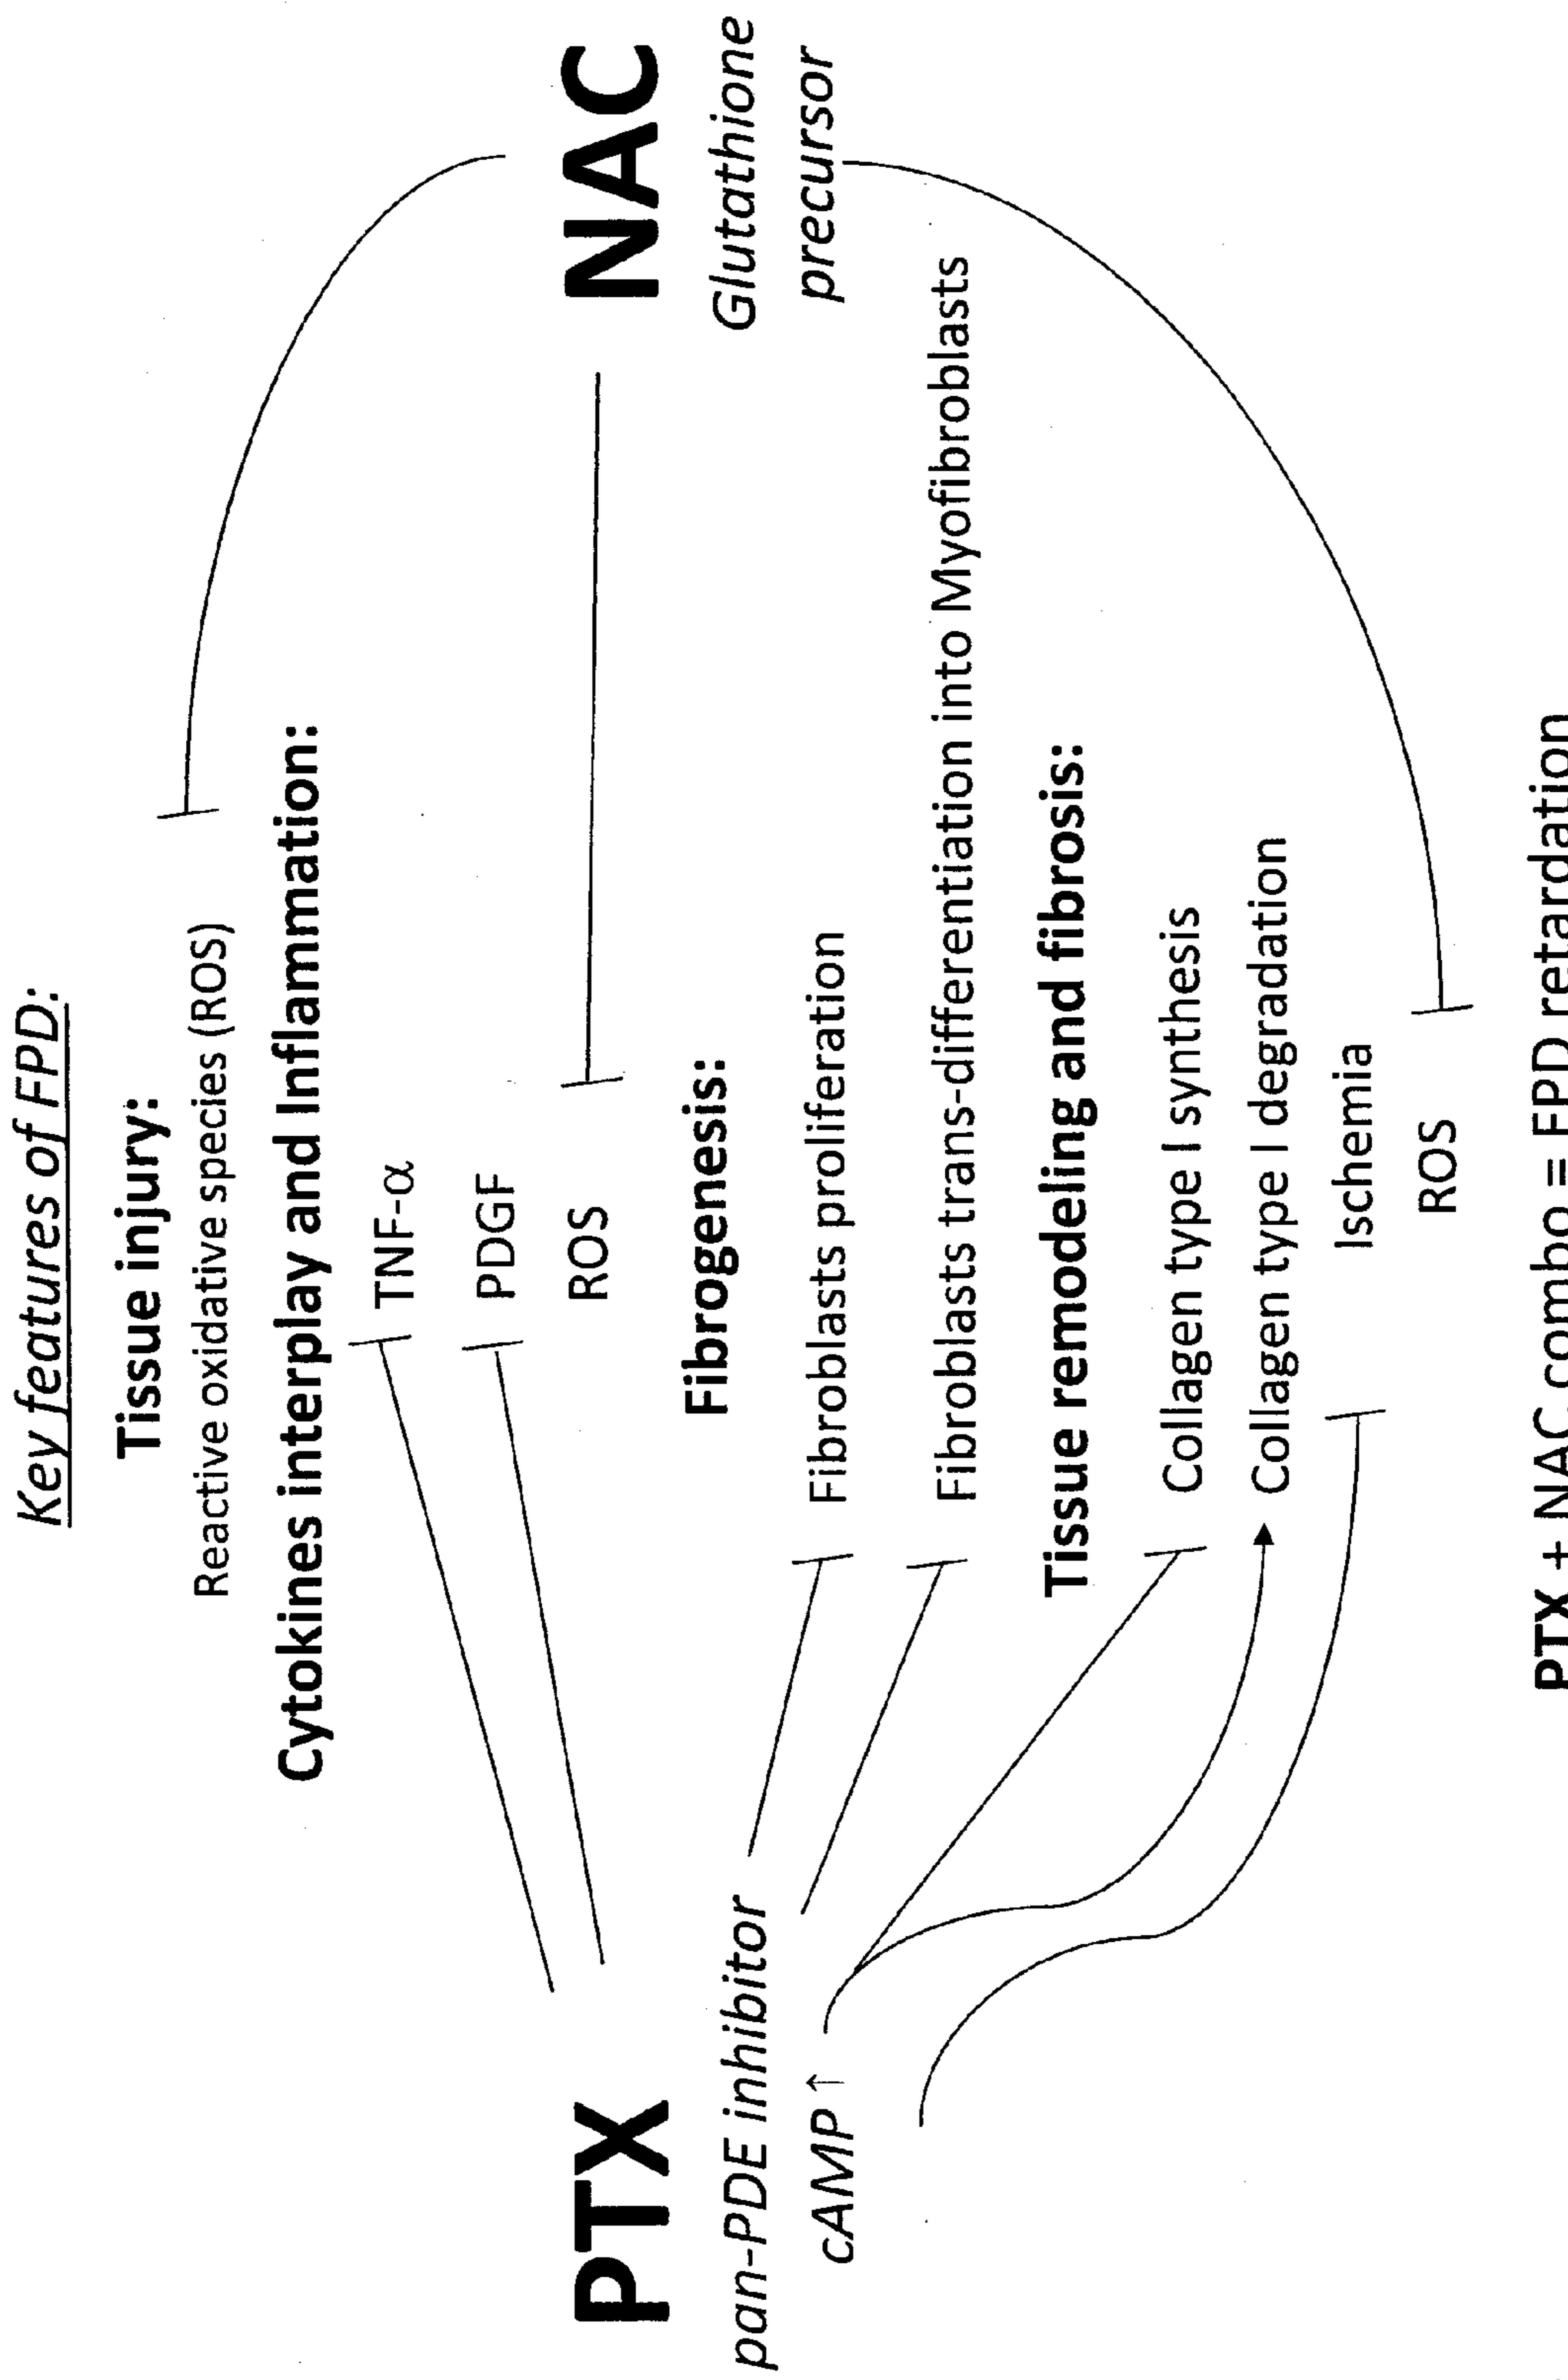 Key features of FPD:
Tissue injury:
Reactive oxidative species (ROS)
Cytokines interplay and Inflammation:
TNF-α
PDGF
ROS
PTX
pan-PDE inhibitor
cAMP ↑
NAC
Glutathione
precursor
Fibrogenesis:
Fibroblasts proliferation
Fibroblasts trans-differentiation into Myofibroblasts
Tissue remodeling and fibrosis:
Collagen type I synthesis
Collagen type I degradation
Ischemia
ROS
PTX + NAC combo = FPD retardation